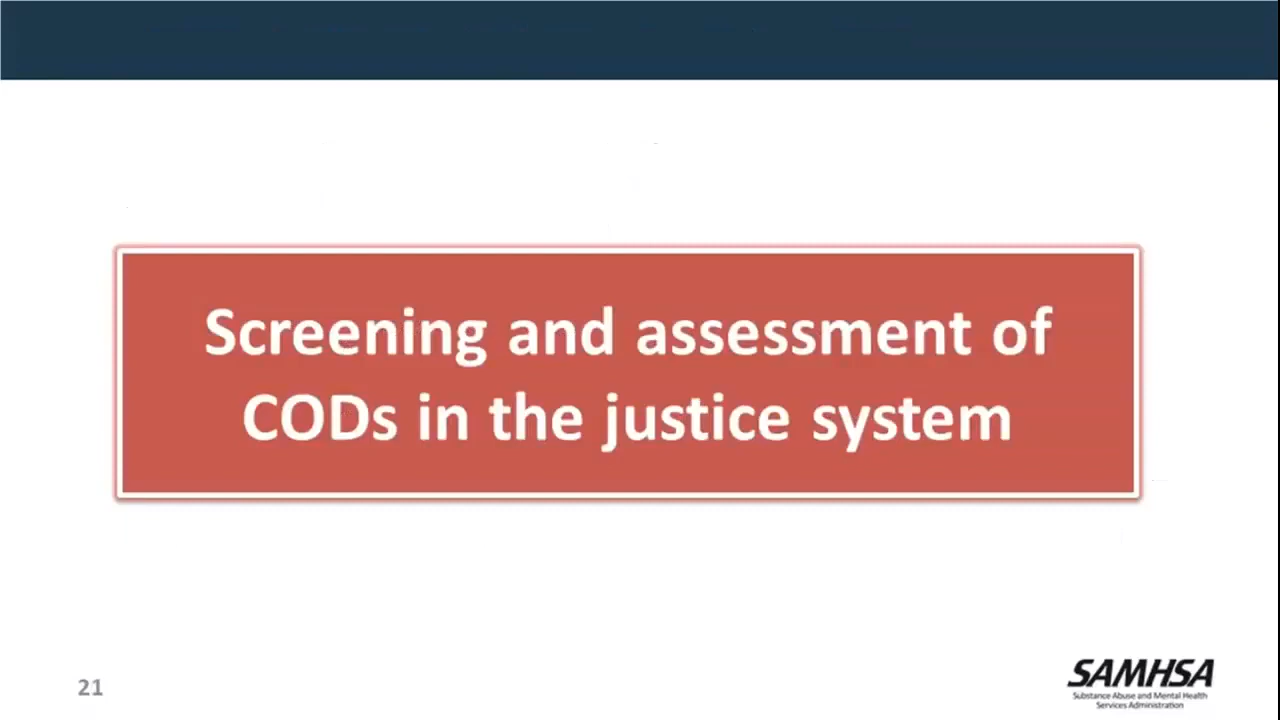 Screening and assessment of
CODs in the justice system
21
SAMHSA
Substance Abuse and Mental Health
Services Administration